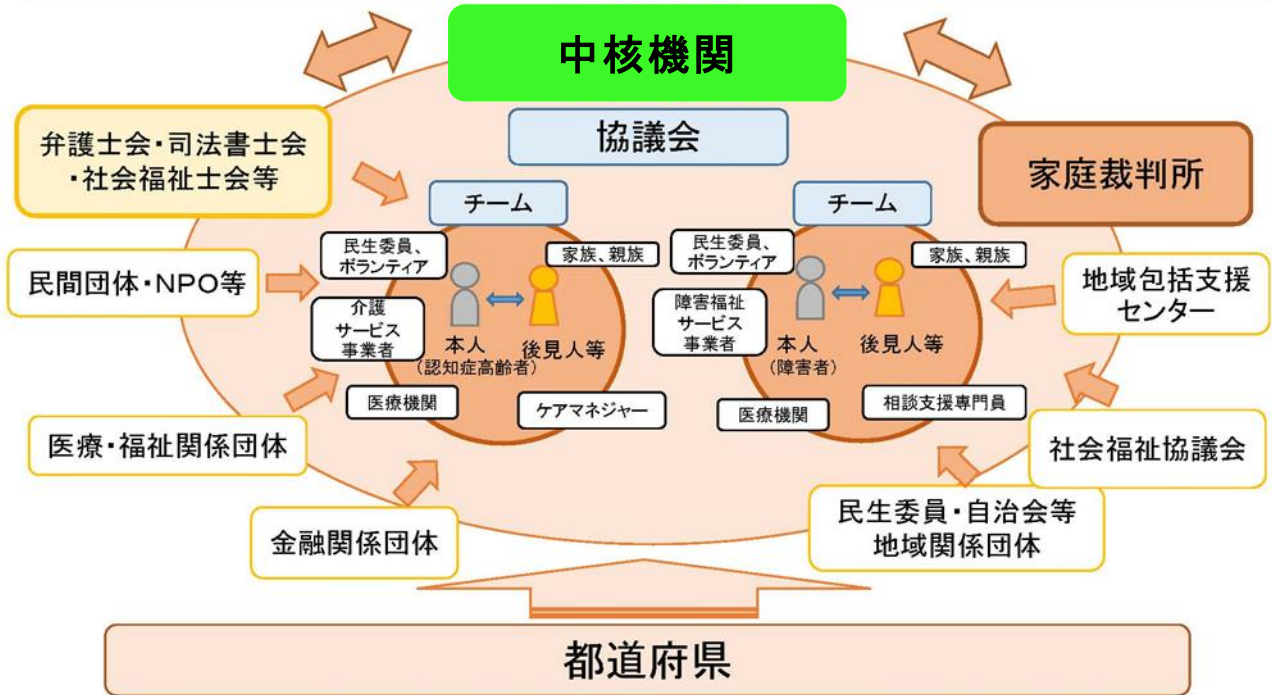 中核機関
協議会
弁護士会・司法書士会
・社会福祉士会等
家庭裁判所
チーム
チーム
民生委員、
ボランティア
家族、親族
民生委員、
ボランティア
家族、親族
民間団体・NPO等
地域包括支援
センター
介護
サービス
事業者
本人
(認知症高齢者)
後見人等
障害福祉
サービス
事業者
本人
(障害者)
後見人等
医療機関
ケアマネジャー
医療機関
相談支援専門員
医療・福祉関係団体
社会福祉協議会
金融関係団体
民生委員・自治会等
地域関係団体
都道府県